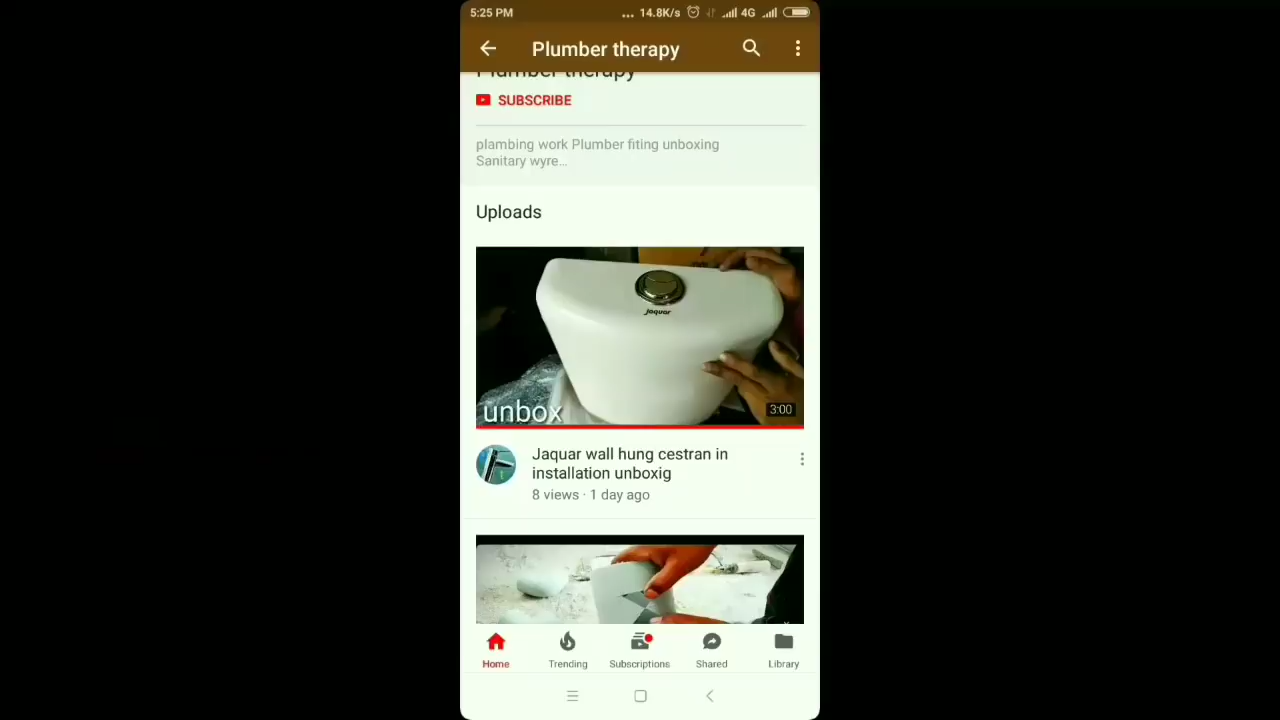 5:25 PM
... 14.8K/s 4G
Plumber therapy
Plumber therapy
SUBSCRIBE
plambing work Plumber fiting unboxing
Sanitary wyre...
Uploads
Jaquar
unbox
3:00
Jaquar wall hung cestran in
installation unboxig
8 views · 1 day ago
Home Trending Subscriptions Shared Library